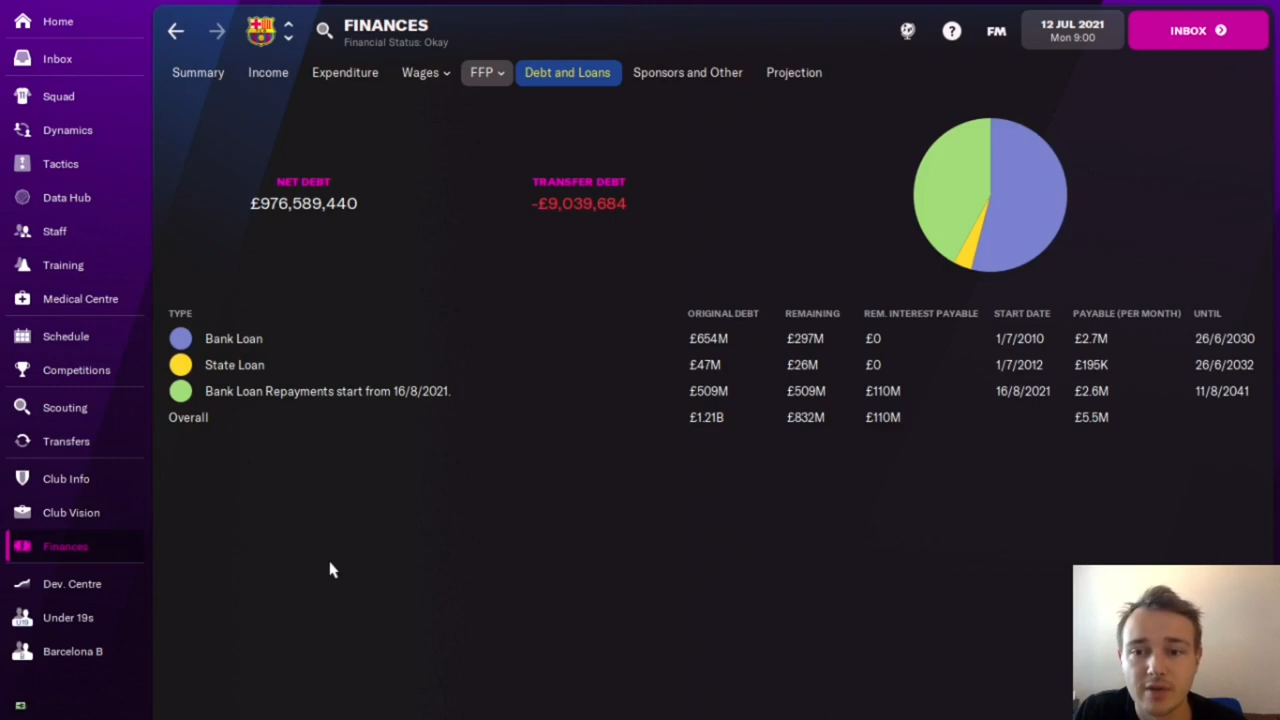 Home
Inbox
Squad
Dynamics
Tactics
Data Hub
Staff
Training
Medical Centre
Schedule
Competitions
Scouting
Transfers
Club Info
Club Vision
Finances
Dev. Centre
Under 19s
Barcelona B
FINANCES
Financial Status: Okay
FM
12 JUL 2021
Mon 9:00
INBOX
Summary Income Expenditure Wages FFP Debt and Loans Sponsors and Other Projection
NET DEBT TRANSFER DEBT
£976,589,440 -£9,039,684
TYPE ORIGINAL DEBT REMAINING REM. INTEREST PAYABLE START DATE PAYABLE (PER MONTH) UNTIL
Bank Loan £654M £297M £0 1/7/2010 £2.7M 26/6/2030
State Loan £47M £26M £0 1/7/2012 £195K 26/6/2032
Bank Loan Repayments start from 16/8/2021. £509M £509M £110M 16/8/2021 £2.6M 11/8/2041
Overall £1.21B £832M £110M £5.5M